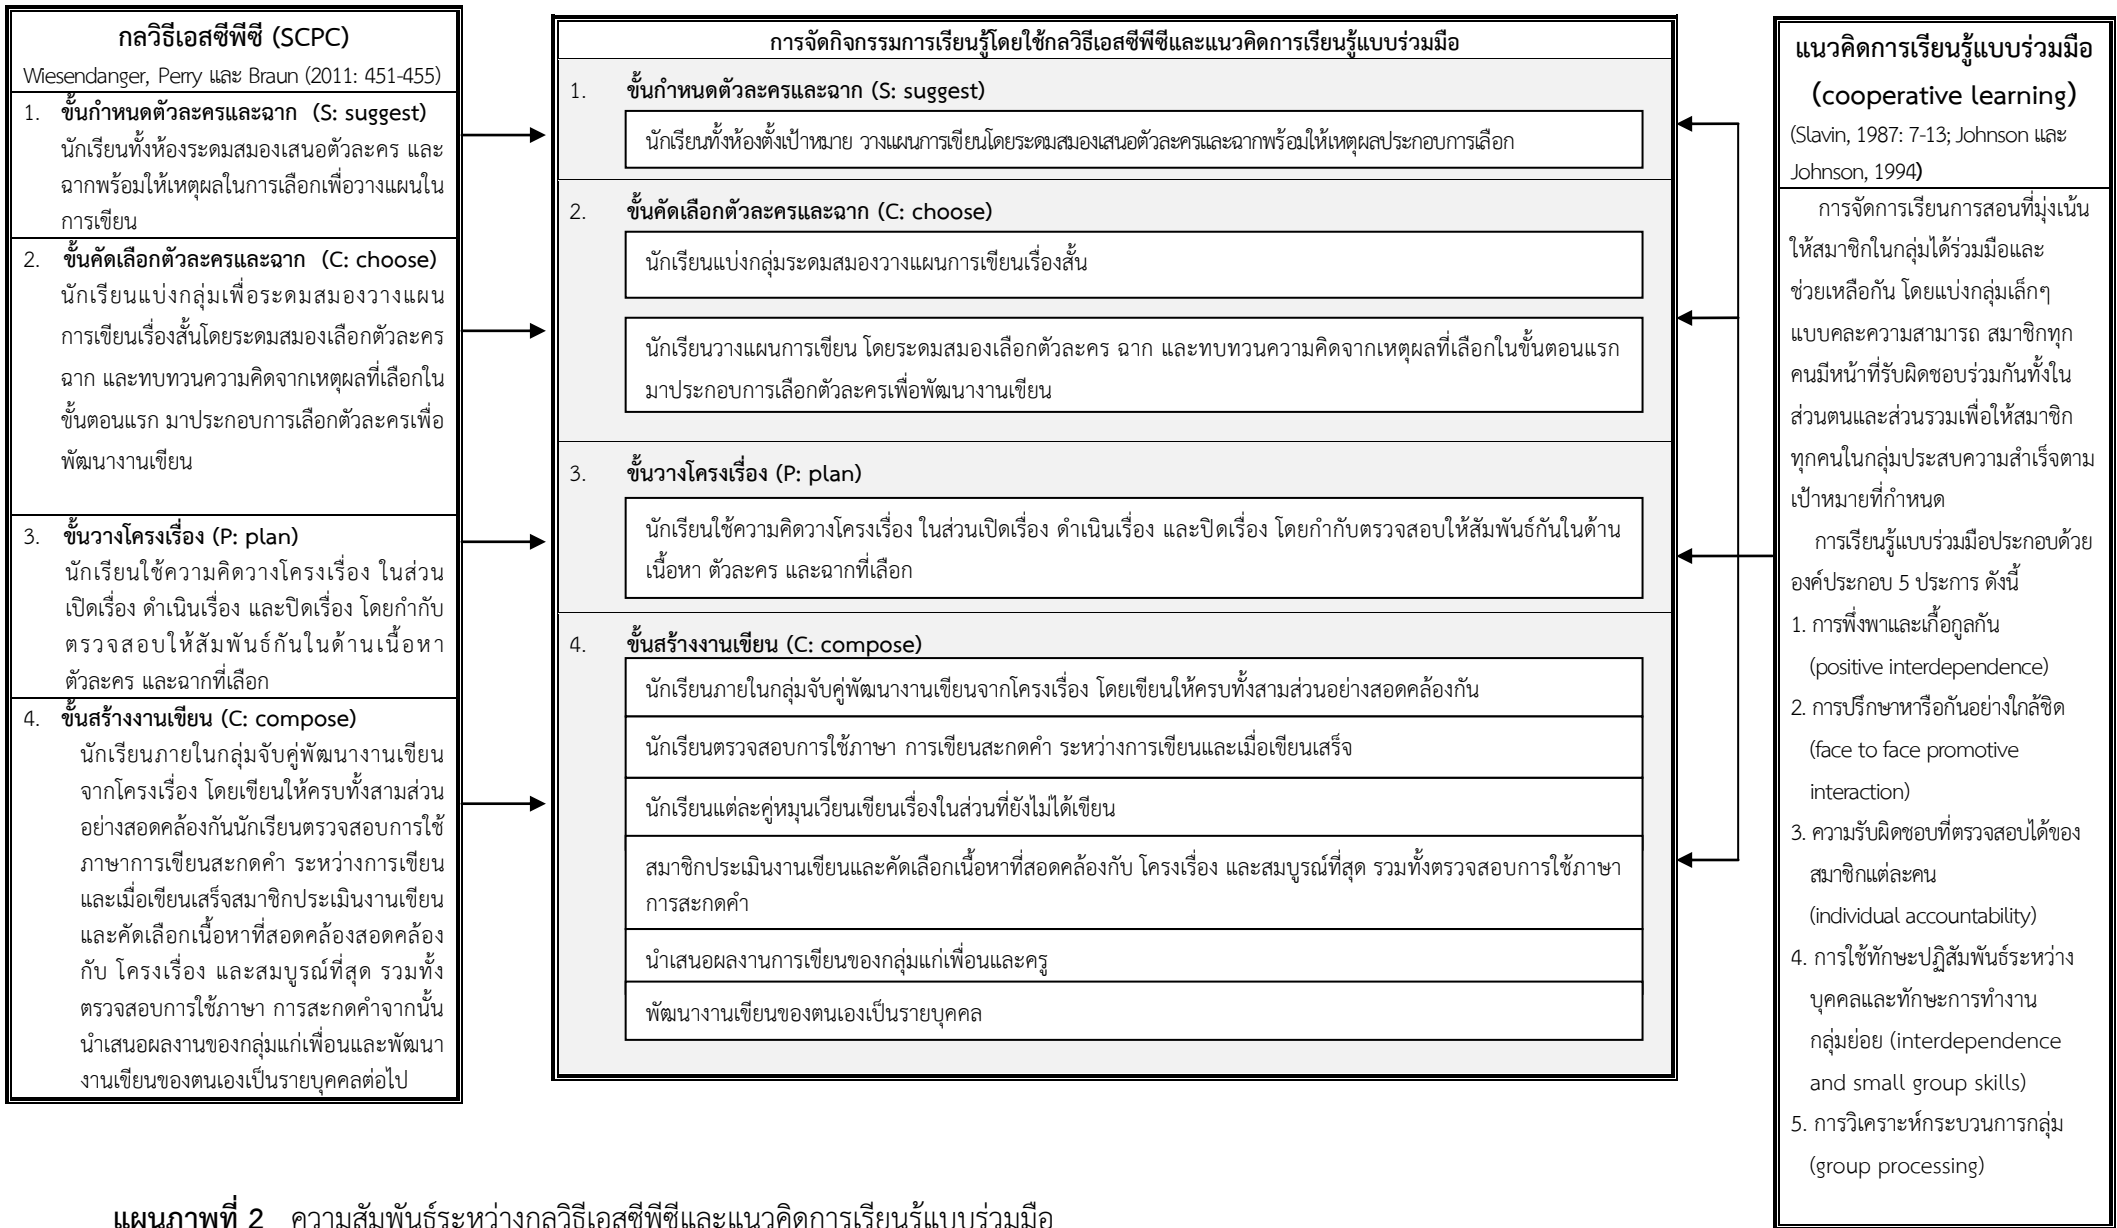 กลวิธีเอสซีพีซี (SCPC)
Wiesendanger, Perry และ Braun (2011: 451-455)
1. ขั้นกำหนดตัวละครและฉาก (S: suggest)
นักเรียนทั้งห้องระดมสมองเสนอตัวละคร และ
ฉากพร้อมให้เหตุผลในการเลือกเพื่อวางแผนใน
การเขียน
2. ขั้นคัดเลือกตัวละครและฉาก (C: choose)
นักเรียนแบ่งกลุ่มเพื่อระดมสมองวางแผน
การเขียนเรื่องสั้นโดยระดมสมองเลือกตัวละคร
ฉาก และทบทวนความคิดจากเหตุผลที่เลือกใน
ขั้นตอนแรก มาประกอบการเลือกตัวละครเพื่อ
พัฒนางานเขียน
3. ขั้นวางโครงเรื่อง (P: plan)
นักเรียนใช้ความคิดวางโครงเรื่อง ในส่วน
เปิดเรื่อง ดำเนินเรื่อง และปิดเรื่อง โดยกำกับ
ตรวจสอบให้สัมพันธ์กันในด้านเนื้อหา
ตัวละคร และฉากที่เลือก
4. ขั้นสร้างงานเขียน (C: compose)
นักเรียนภายในกลุ่มจับคู่พัฒนางานเขียน
จากโครงเรื่อง โดยเขียนให้ครบทั้งสามส่วน
อย่างสอดคล้องกันนักเรียนตรวจสอบการใช้
ภาษาการเขียนสะกดคำ ระหว่างการเขียน
และเมื่อเขียนเสร็จสมาชิกประเมินงานเขียน
และคัดเลือกเนื้อหาที่สอดคล้องสอดคล้อง
กับ โครงเรื่อง และสมบูรณ์ที่สุด รวมทั้ง
ตรวจสอบการใช้ภาษา การสะกดคำจากนั้น
นำเสนอผลงานของกลุ่มแก่เพื่อนและพัฒนา
งานเขียนของตนเองเป็นรายบุคคลต่อไป
การจัดกิจกรรมการเรียนรู้โดยใช้กลวิธีเอสซีพีซีและแนวคิดการเรียนรู้แบบร่วมมือ
1. ขั้นกำหนดตัวละครและฉาก (S: suggest)
นักเรียนทั้งห้องตั้งเป้าหมาย วางแผนการเขียนโดยระดมสมองเสนอตัวละครและฉากพร้อมให้เหตุผลประกอบการเลือก
2. ขั้นคัดเลือกตัวละครและฉาก (C: choose)
นักเรียนแบ่งกลุ่มระดมสมองวางแผนการเขียนเรื่องสั้น
นักเรียนวางแผนการเขียน โดยระดมสมองเลือกตัวละคร ฉาก และทบทวนความคิดจากเหตุผลที่เลือกในขั้นตอนแรก
มาประกอบการเลือกตัวละครเพื่อพัฒนางานเขียน
3. ขั้นวางโครงเรื่อง (P: plan)
นักเรียนใช้ความคิดวางโครงเรื่อง ในส่วนเปิดเรื่อง ดำเนินเรื่อง และปิดเรื่อง โดยกำกับตรวจสอบให้สัมพันธ์กันในด้าน
เนื้อหา ตัวละคร และฉากที่เลือก
4. ขั้นสร้างงานเขียน (C: compose)
นักเรียนภายในกลุ่มจับคู่พัฒนางานเขียนจากโครงเรื่อง โดยเขียนให้ครบทั้งสามส่วนอย่างสอดคล้องกัน
นักเรียนตรวจสอบการใช้ภาษา การเขียนสะกดคำ ระหว่างการเขียนและเมื่อเขียนเสร็จ
นักเรียนแต่ละคู่หมุนเวียนเขียนเรื่องในส่วนที่ยังไม่ได้เขียน
สมาชิกประเมินงานเขียนและคัดเลือกเนื้อหาที่สอดคล้องกับ โครงเรื่อง และสมบูรณ์ที่สุด รวมทั้งตรวจสอบการใช้ภาษา
การสะกดคำ
นำเสนอผลงานการเขียนของกลุ่มแก่เพื่อนและครู
พัฒนางานเขียนของตนเองเป็นรายบุคคล
แนวคิดการเรียนรู้แบบร่วมมือ
(cooperative learning)
(Slavin, 1987: 7-13; Johnson และ
Johnson, 1994)
การจัดการเรียนการสอนที่มุ่งเน้น
ให้สมาชิกในกลุ่มได้ร่วมมือและ
ช่วยเหลือกัน โดยแบ่งกลุ่มเล็กๆ
แบบคละความสามารถ สมาชิกทุก
คนมีหน้าที่รับผิดชอบร่วมกันทั้งใน
ส่วนตนและส่วนรวมเพื่อให้สมาชิก
ทุกคนในกลุ่มประสบความสำเร็จตาม
เป้าหมายที่กำหนด
การเรียนรู้แบบร่วมมือประกอบด้วย
องค์ประกอบ 5 ประการ ดังนี้
1. การพึ่งพาและเกื้อกูลกัน
(positive interdependence)
2. การปรึกษาหารือกันอย่างใกล้ชิด
(face to face promotive
interaction)
3. ความรับผิดชอบที่ตรวจสอบได้ของ
สมาชิกแต่ละคน
(individual accountability)
4. การใช้ทักษะปฏิสัมพันธ์ระหว่าง
บุคคลและทักษะการทำงาน
กลุ่มย่อย (interdependence
and small group skills)
5. การวิเคราะห์กระบวนการกลุ่ม
(group processing)
แผนภาพที่ 2 ความสัมพันธ์ระหว่างกลวิธีเอสซีพีซีและแนวคิดการเรียนรู้แบบร่วมมือ